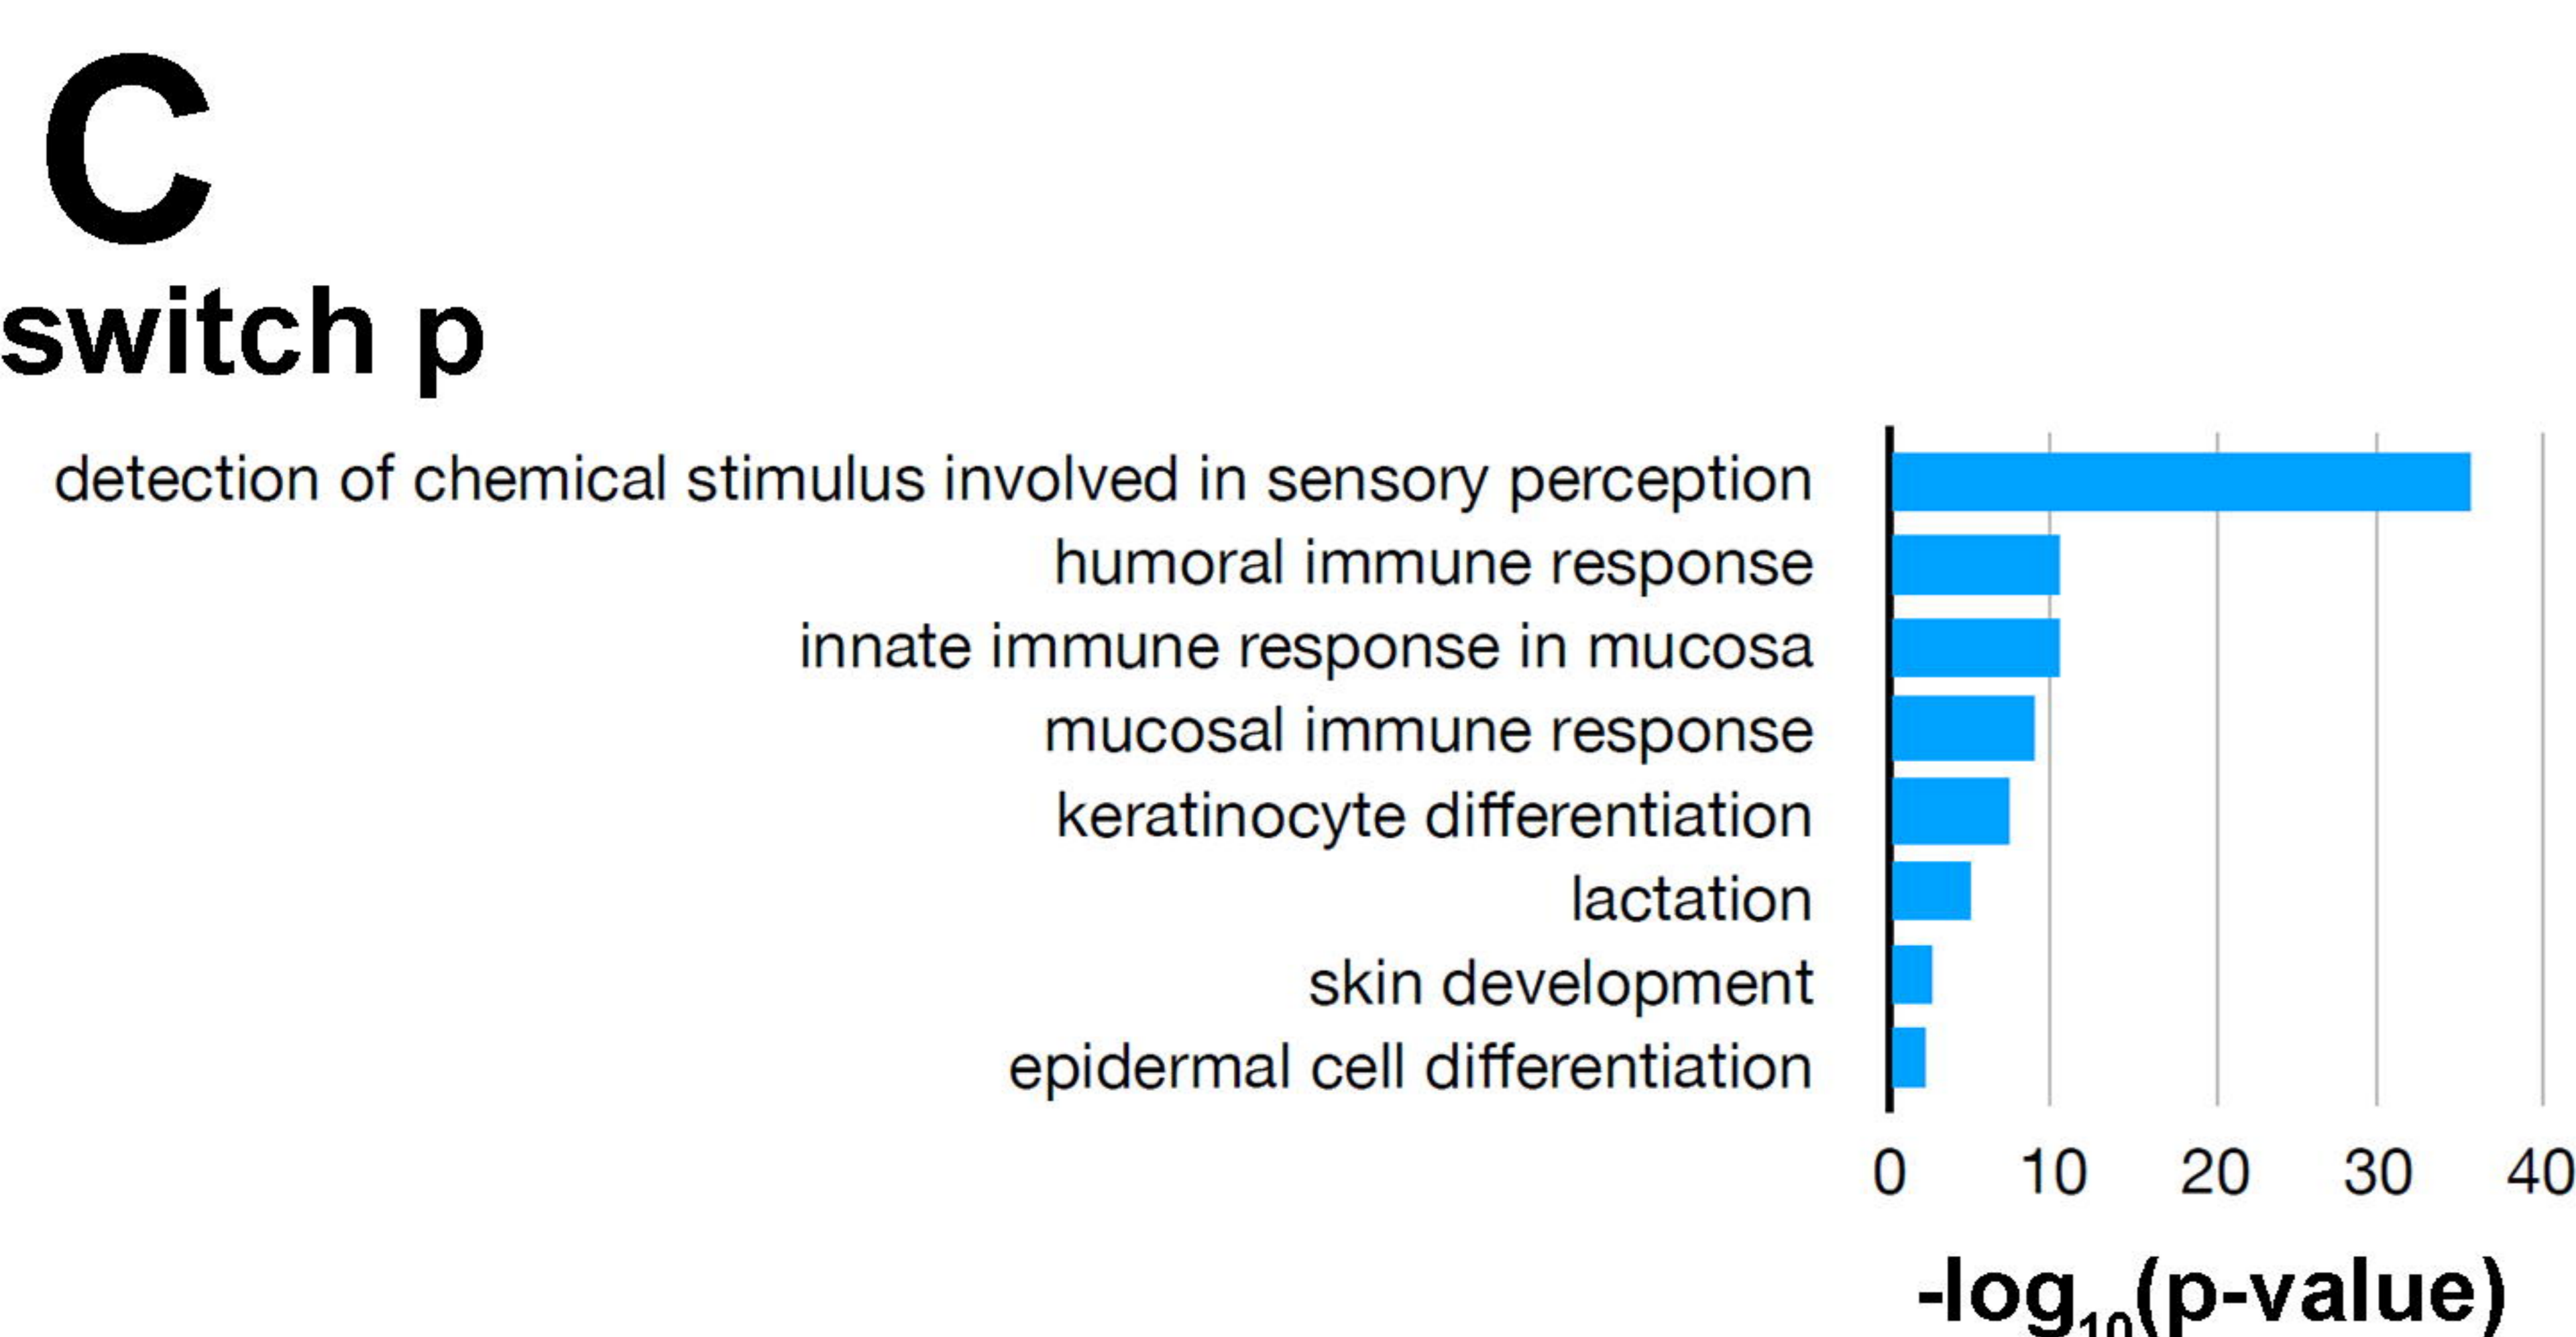 C
switch p
detection of chemical stimulus involved in sensory perception
humoral immune response
innate immune response in mucosa
mucosal immune response
keratinocyte differentiation
lactation
skin development
epidermal cell differentiation
0 10 20 30 40
-log₁₀(p-value)